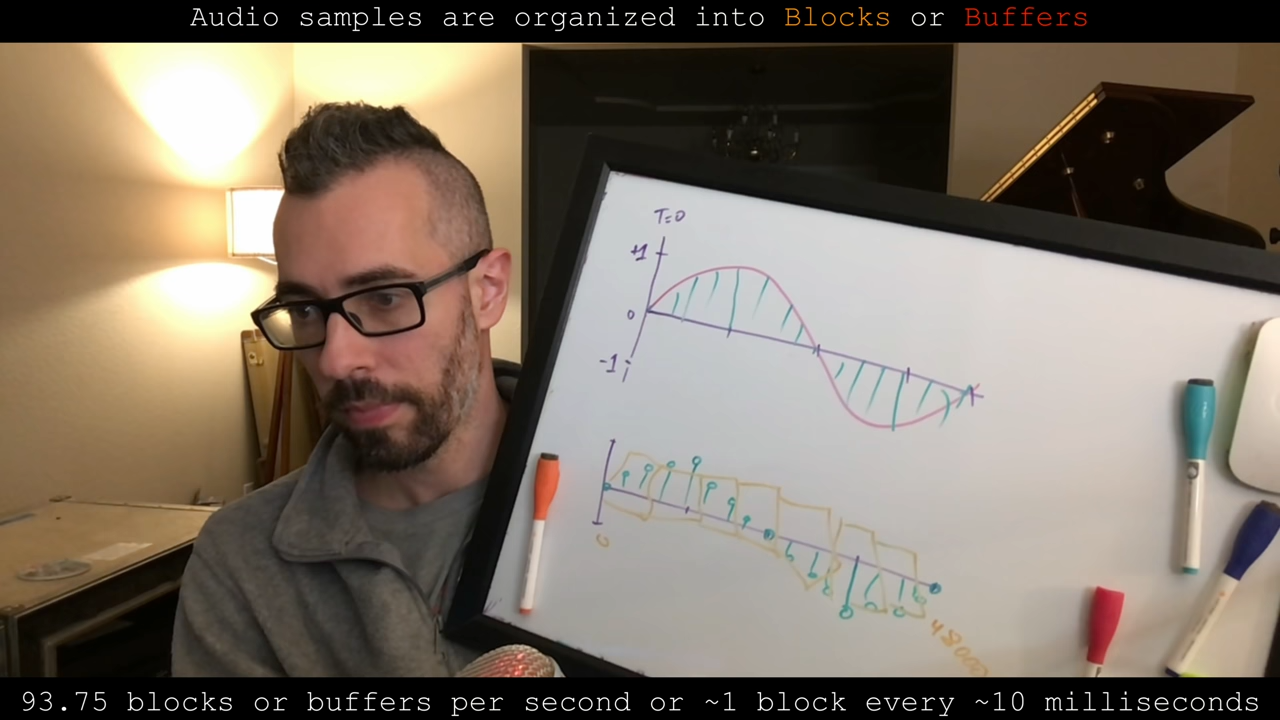 Audio samples are organized into Blocks or Buffers
T=0
+1
0
-1
0
48000
93.75 blocks or buffers per second or ~1 block every ~10 milliseconds